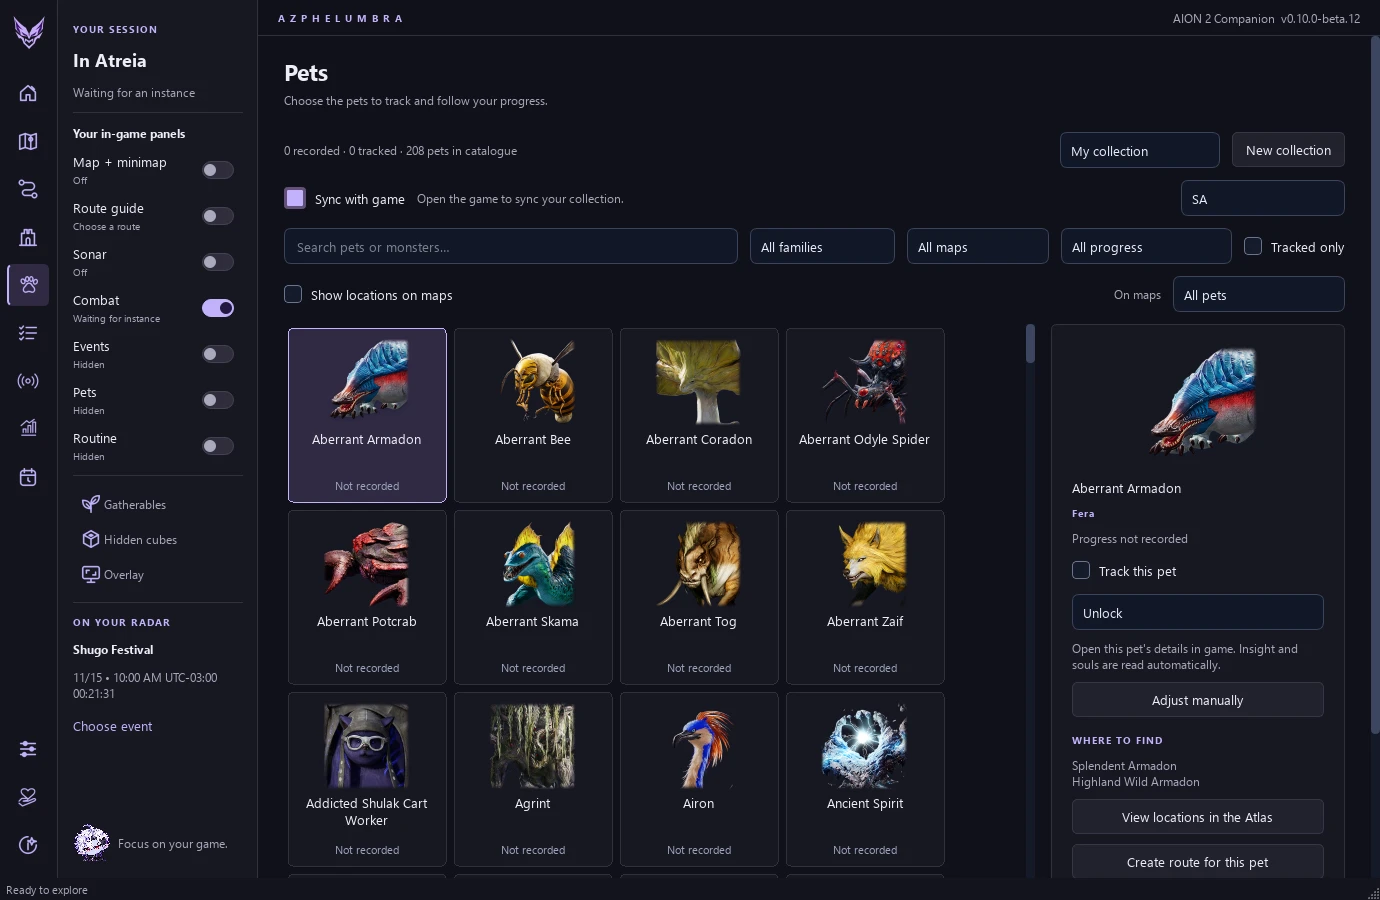 AZPHELUMBRA
AION 2 Companion v0.10.0-beta.12
YOUR SESSION
In Atreia
Waiting for an instance
Your in-game panels
Map + minimap
Off
Route guide
Choose a route
Sonar
Off
Combat
Waiting for instance
Events
Hidden
Pets
Hidden
Routine
Hidden
Gatherables
Hidden cubes
Overlay
ON YOUR RADAR
Shugo Festival
11/15 • 10:00 AM UTC-03:00
00:21:31
Choose event
Focus on your game.
Pets
Choose the pets to track and follow your progress.
0 recorded · 0 tracked · 208 pets in catalogue
My collection
New collection
Sync with game
Open the game to sync your collection.
SA
Search pets or monsters...
All families
All maps
All progress
Tracked only
Show locations on maps
On maps
All pets
Aberrant Armadon
Not recorded
Aberrant Bee
Not recorded
Aberrant Coradon
Not recorded
Aberrant Odyle Spider
Not recorded
Aberrant Potcrab
Not recorded
Aberrant Skama
Not recorded
Aberrant Tog
Not recorded
Aberrant Zaif
Not recorded
Addicted Shulak Cart
Worker
Not recorded
Agrint
Not recorded
Airon
Not recorded
Ancient Spirit
Not recorded
Aberrant Armadon
Fera
Progress not recorded
Track this pet
Unlock
Open this pet's details in game. Insight and
souls are read automatically.
Adjust manually
WHERE TO FIND
Splendent Armadon
Highland Wild Armadon
View locations in the Atlas
Create route for this pet
Ready to explore